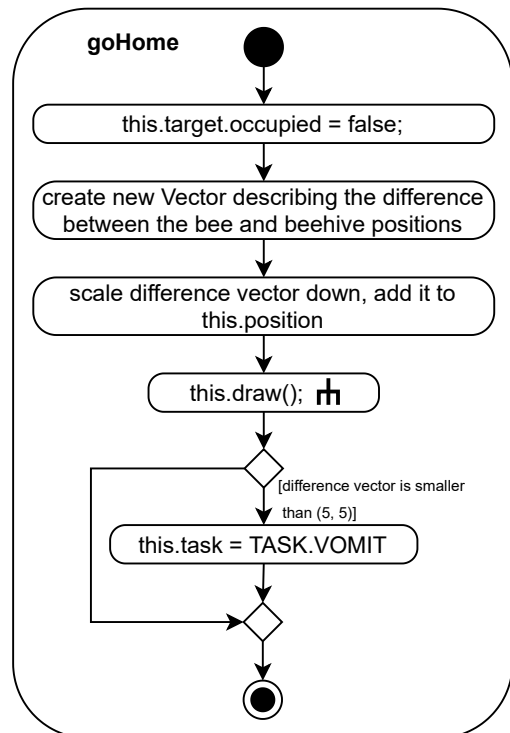 goHome
this.target.occupied = false;
create new Vector describing the difference
between the bee and beehive positions
scale difference vector down, add it to
this.position
this.draw();
[difference vector is smaller
than (5, 5)]
this.task = TASK.VOMIT